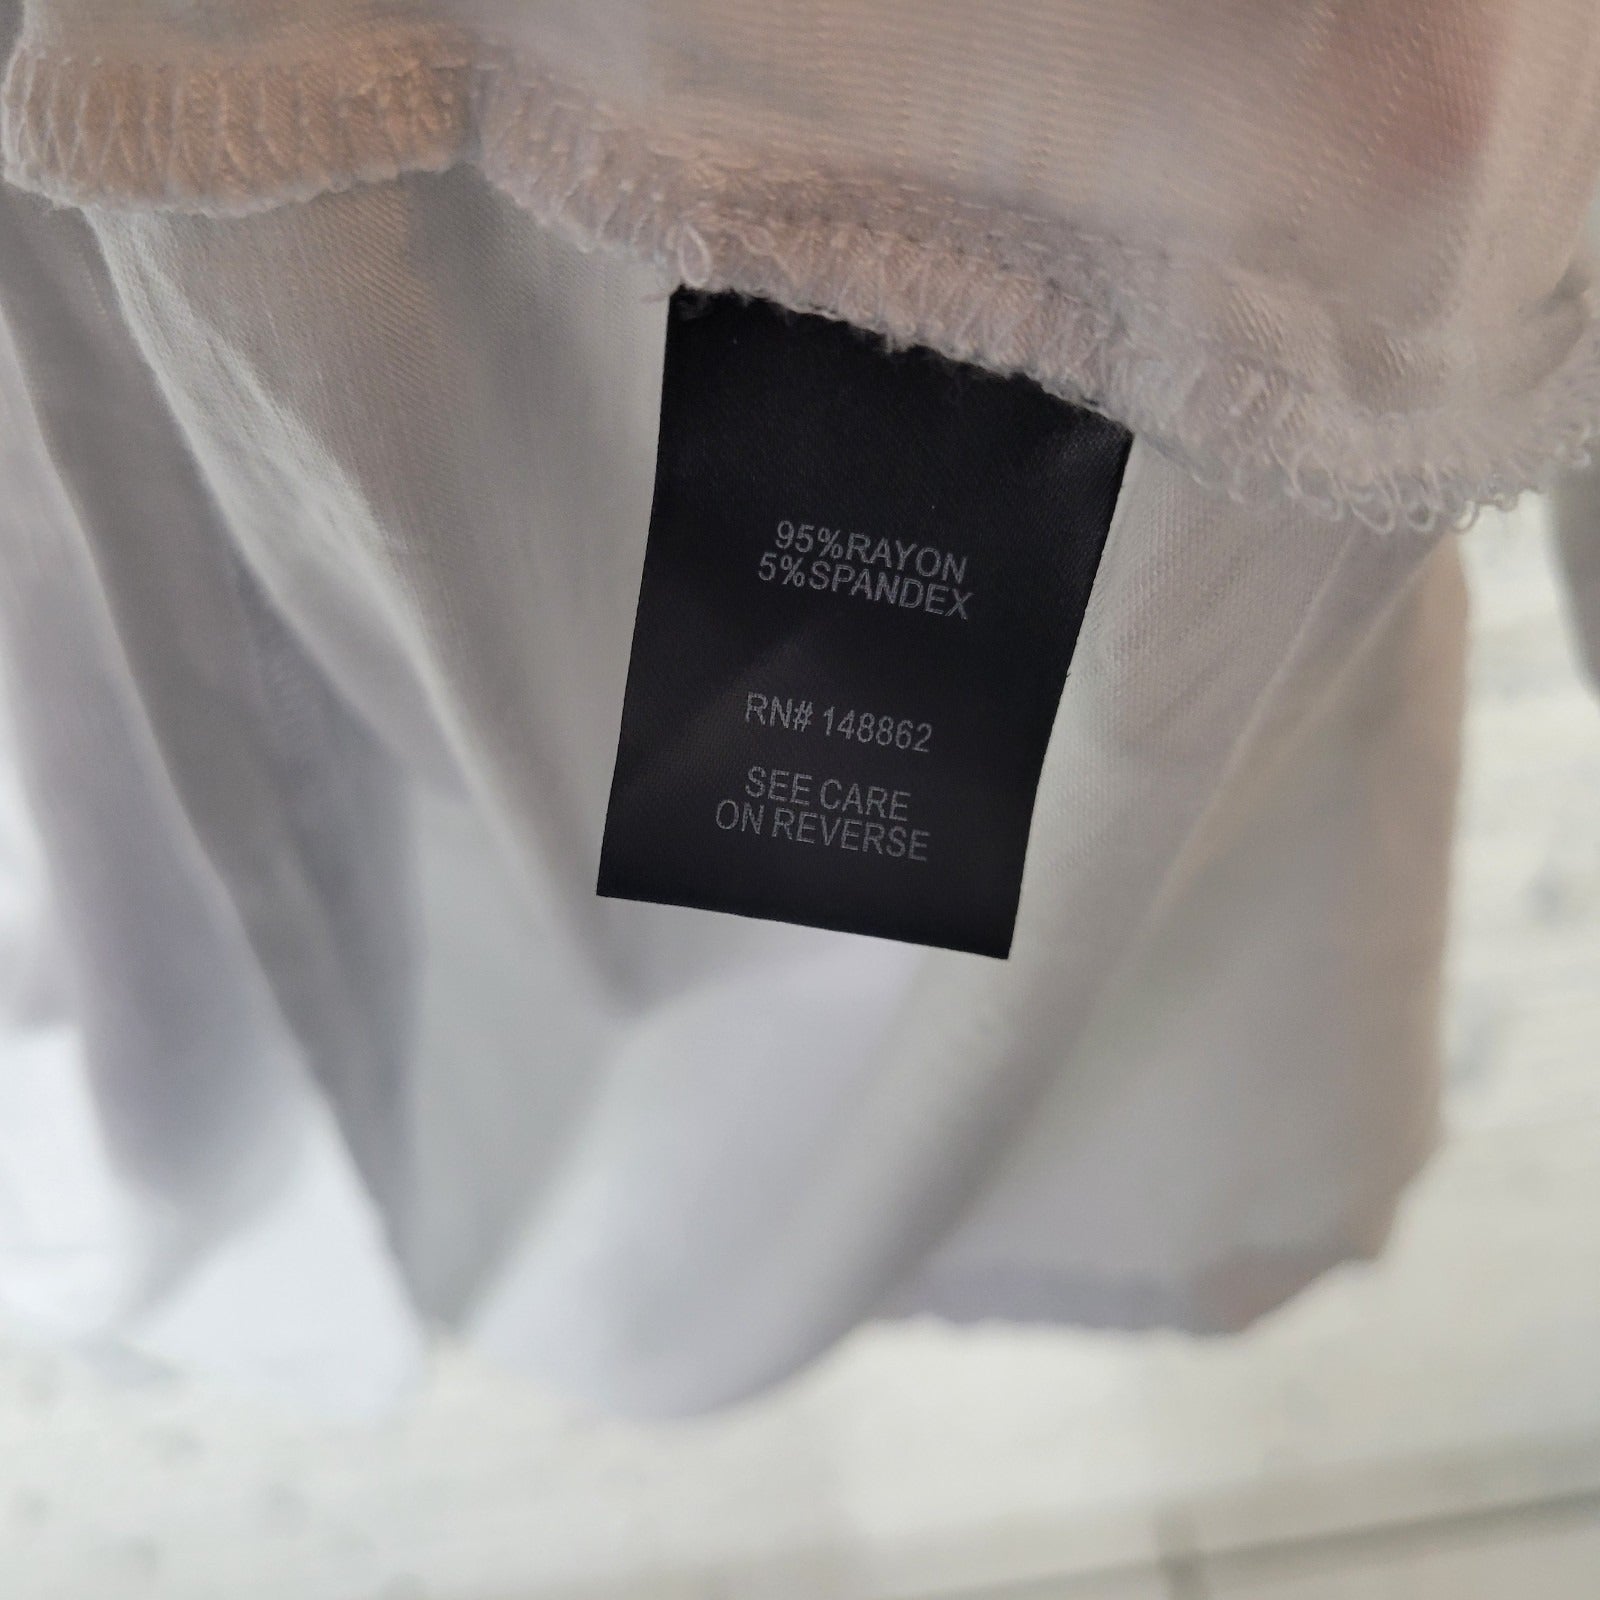 95%RAYON
5%SPANDEX
RN# 148862
SEE CARE
ON REVERSE